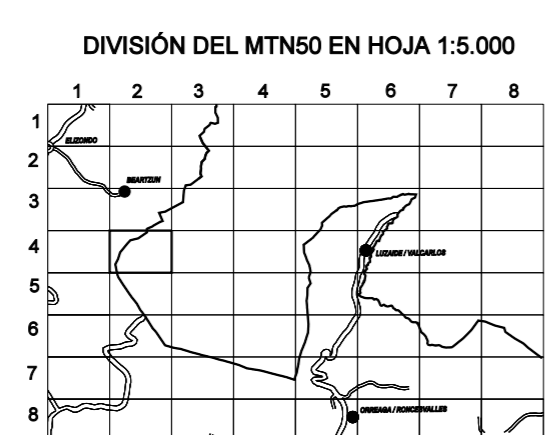 DIVISIÓN DEL MTN50 EN HOJA 1:5.000
1 2 3 4 5 6 7 8
1
ELIZONDO
2
BEARTZUN
3
4
LUZAIDE / VALCARLOS
5
6
7
ORREAGA / RONCESVALLES
8